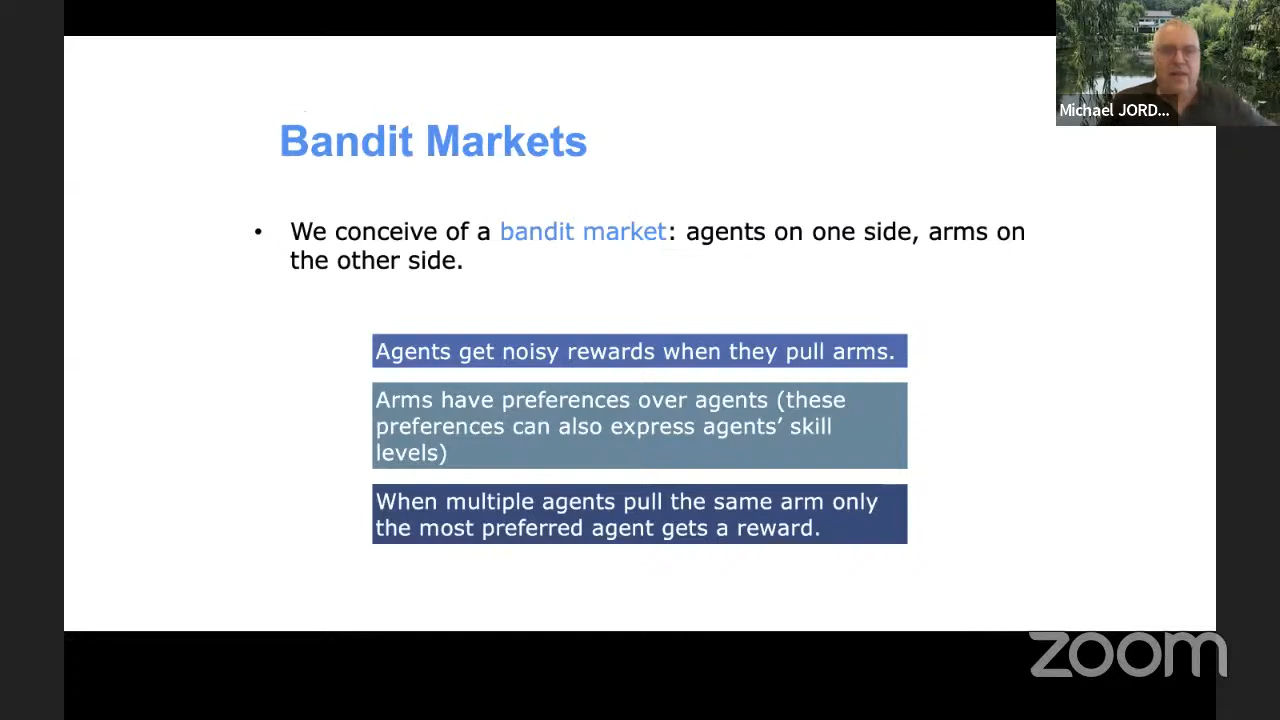 Michael JORD...
Bandit Markets
• We conceive of a bandit market: agents on one side, arms on
the other side.
Agents get noisy rewards when they pull arms.
Arms have preferences over agents (these
preferences can also express agents’ skill
levels)
When multiple agents pull the same arm only
the most preferred agent gets a reward.
zoom